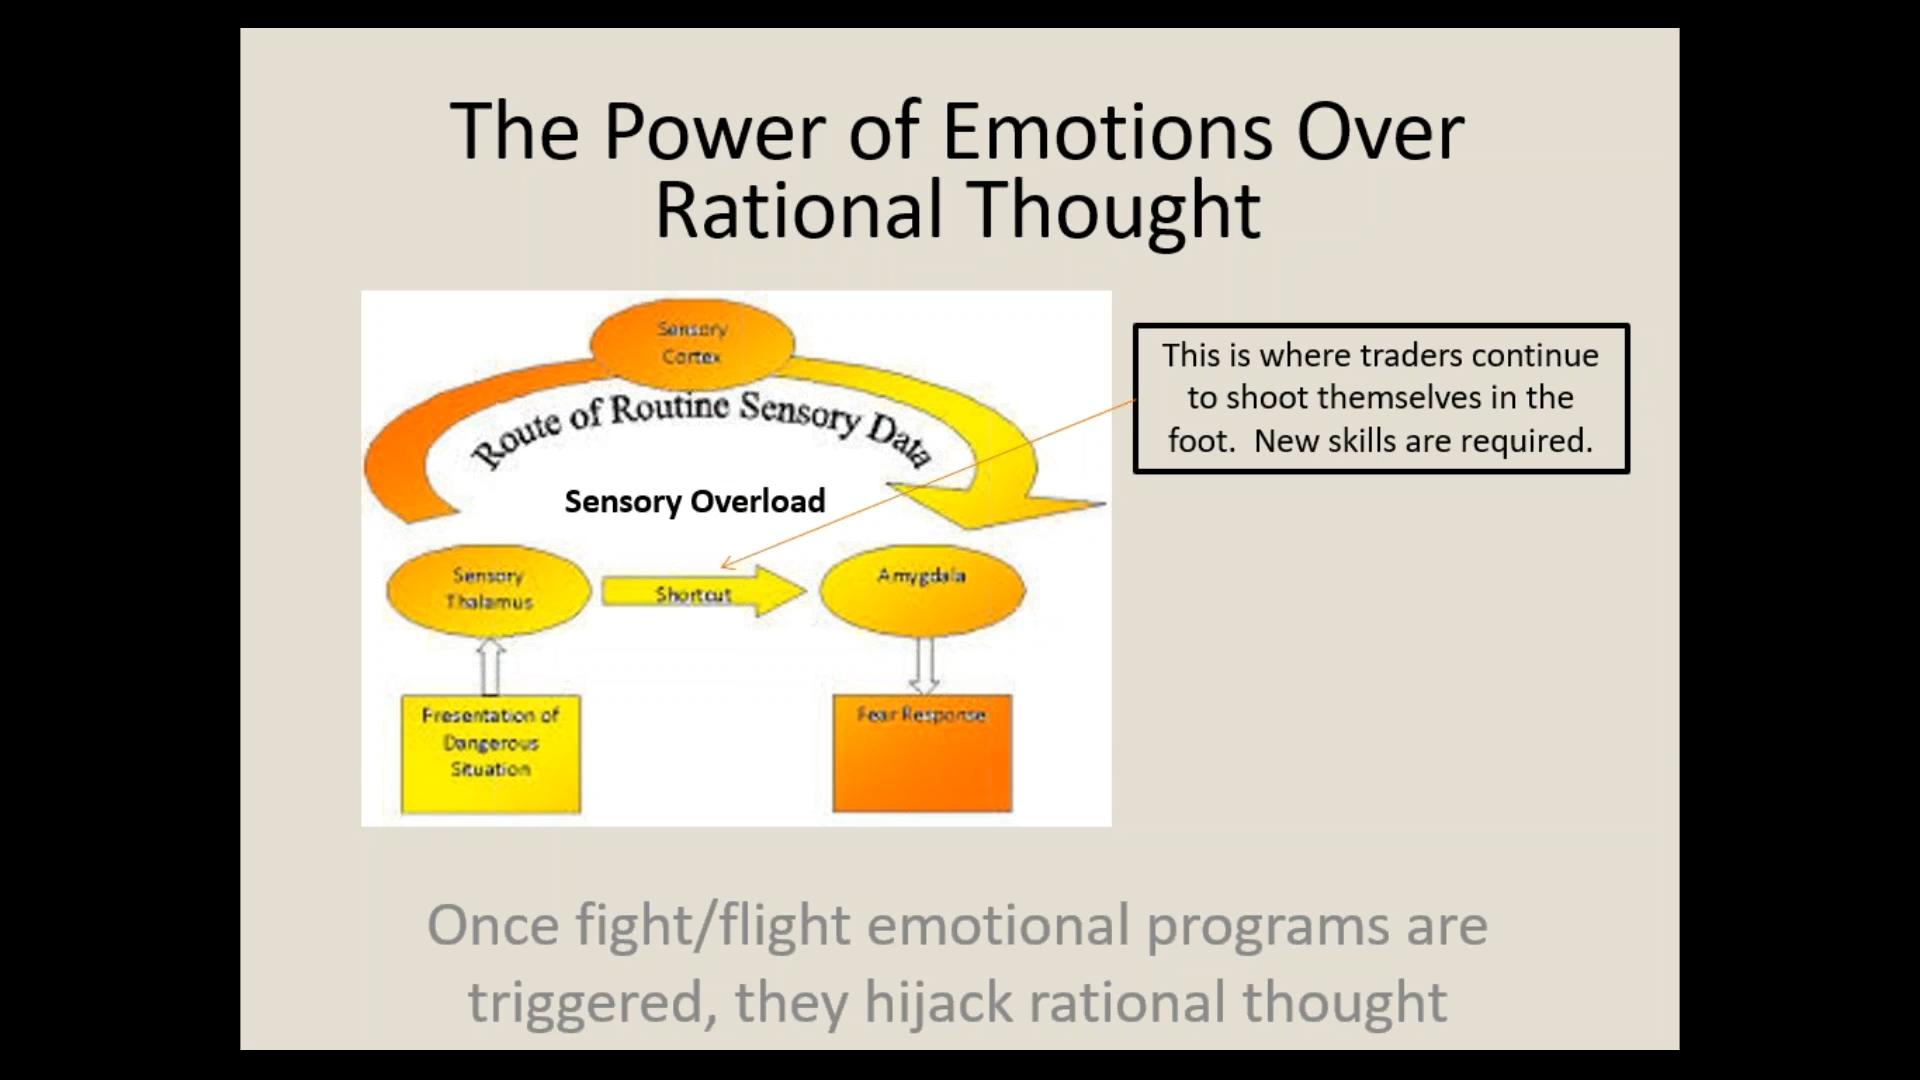 The Power of Emotions Over
Rational Thought
Sensory
Cortex
Route of Routine Sensory Data
Sensory Overload
This is where traders continue
to shoot themselves in the
foot.  New skills are required.
Sensory
Thalamus
Shortcut
Amygdala
Presentation of
Dangerous
Situation
Fear Response
Once fight/flight emotional programs are
triggered, they hijack rational thought